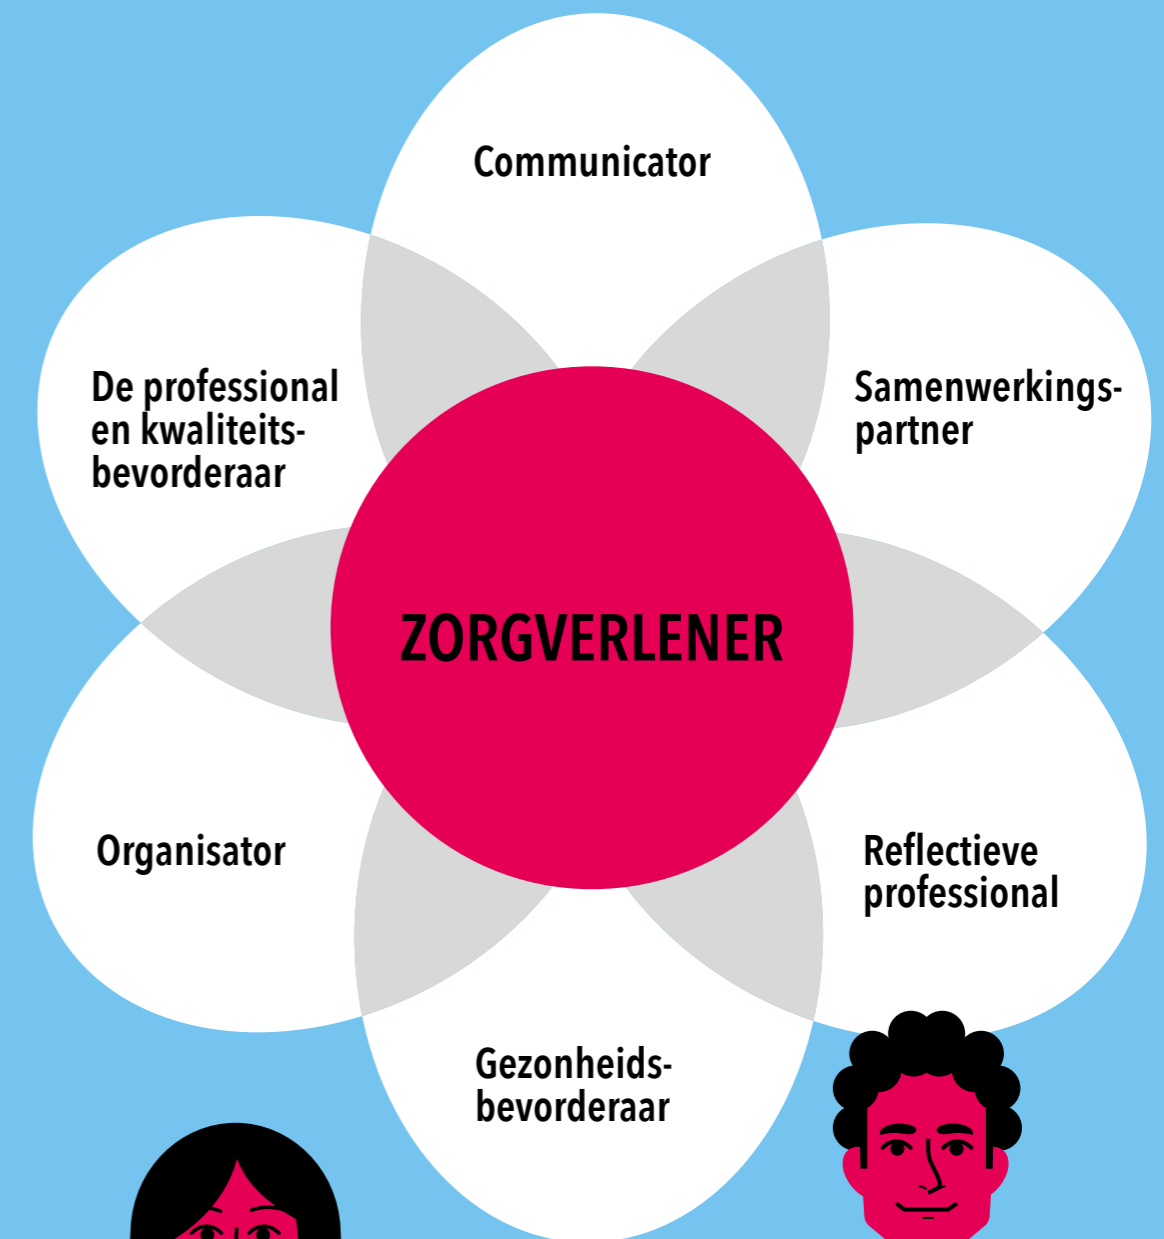 Communicator
De professional
en kwaliteits-
bevorderaar
Samenwerkings-
partner
ZORGVERLENER
Organisator
Reflectieve
professional
Gezonheids-
bevorderaar